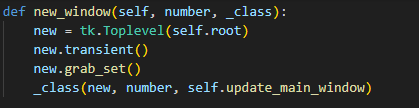 def new_window(self, number, _class):
    new = tk.Toplevel(self.root)
    new.transient()
    new.grab_set()
    _class(new, number, self.update_main_window)